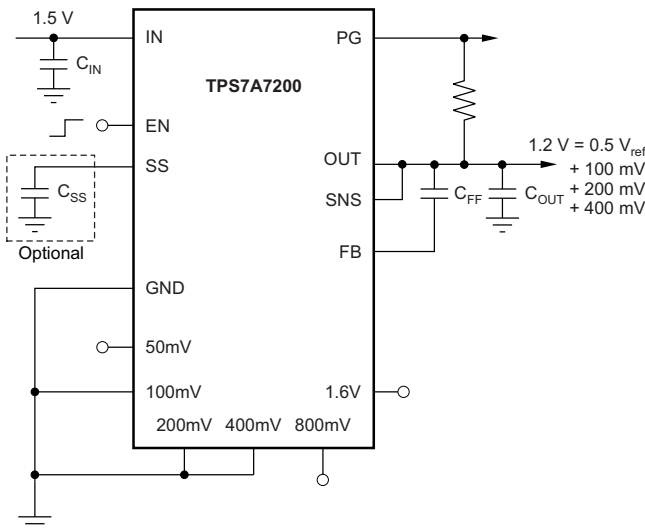 1.5 V
IN
PG
C_IN
TPS7A7200
EN
SS
OUT
1.2 V = 0.5 V_ref
+ 100 mV
+ 200 mV
+ 400 mV
C_SS
SNS
C_FF
C_OUT
Optional
FB
GND
50mV
100mV
1.6V
200mV 400mV 800mV